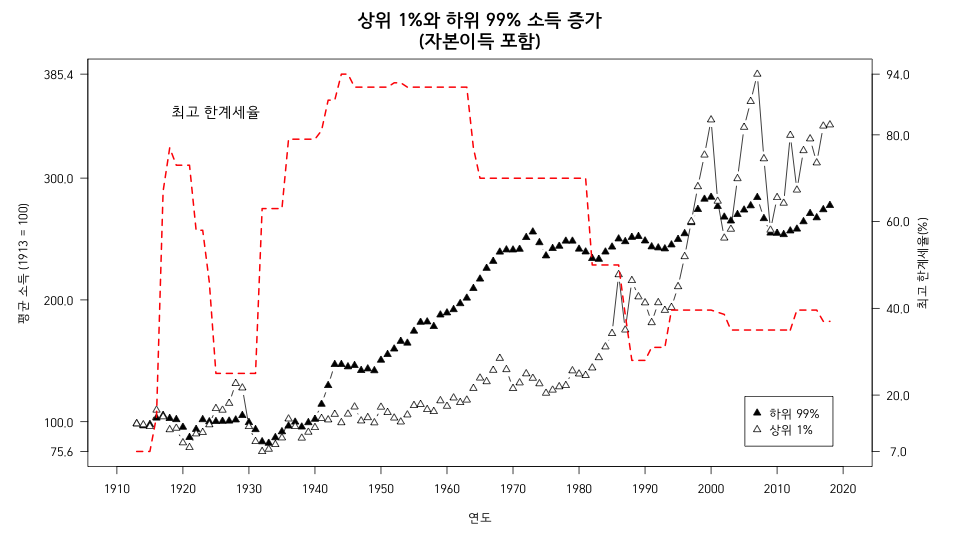 상위 1%와 하위 99% 소득 증가
(자본이득 포함)
최고 한계세율
평균 소득 (1913 = 100)
385.4
300.0
200.0
100.0
75.6
최고 한계세율(%)
94.0
80.0
60.0
40.0
20.0
7.0
하위 99%
상위 1%
1910 1920 1930 1940 1950 1960 1970 1980 1990 2000 2010 2020
연도